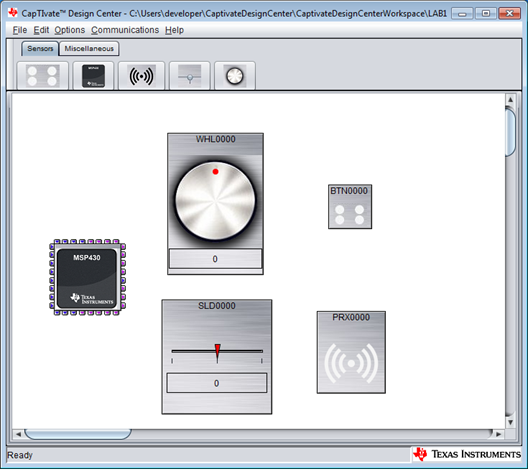 CapTIvate™ Design Center - C:\Users\developer\CaptivateDesignCenter\CaptivateDesignCenterWorkspace\LAB1
File Edit Options Communications Help
Sensors Miscellaneous
WHL0000
0
BTN0000
MSP430
TEXAS INSTRUMENTS
SLD0000
0
PRX0000
Ready
TEXAS INSTRUMENTS